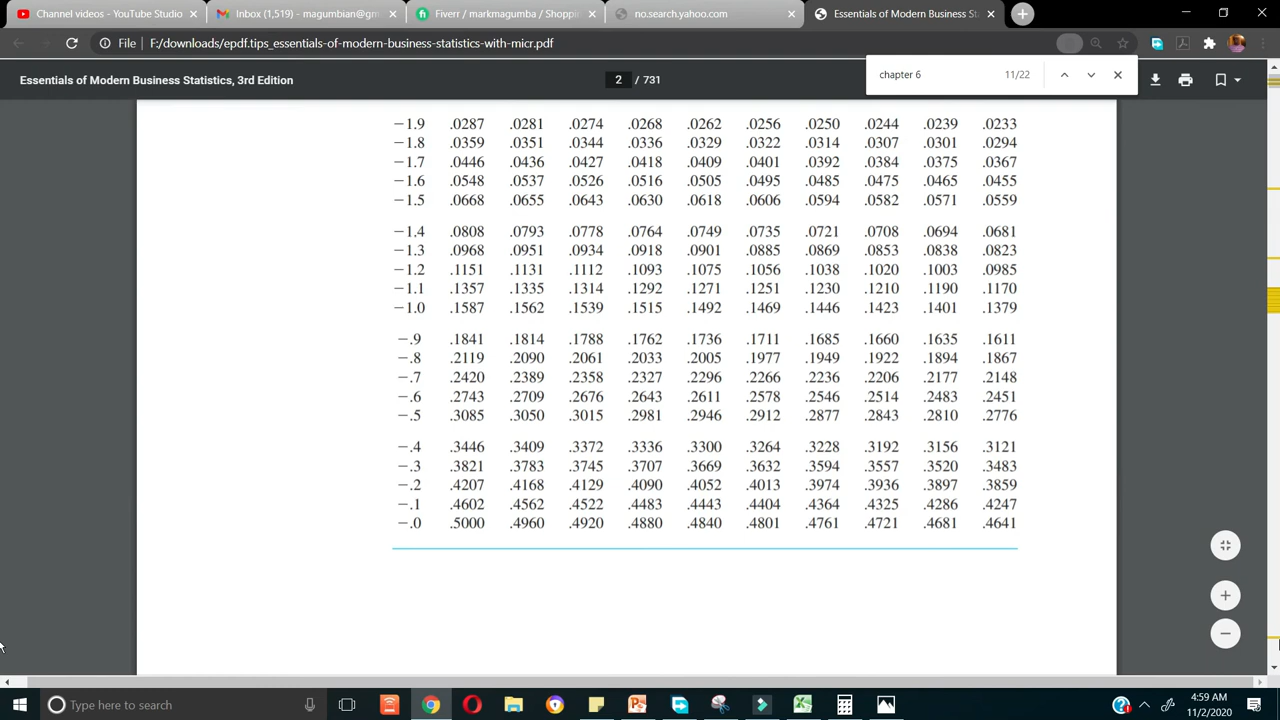 Channel videos - YouTube Studio
Inbox (1,519) - magumbian@gm
Fiverr / markmagumba / Shoppi
no.search.yahoo.com
Essentials of Modern Business St
File F:/downloads/epdf.tips_essentials-of-modern-business-statistics-with-micr.pdf
Essentials of Modern Business Statistics, 3rd Edition
2 / 731
chapter 6 11/22
−1.9 .0287 .0281 .0274 .0268 .0262 .0256 .0250 .0244 .0239 .0233
−1.8 .0359 .0351 .0344 .0336 .0329 .0322 .0314 .0307 .0301 .0294
−1.7 .0446 .0436 .0427 .0418 .0409 .0401 .0392 .0384 .0375 .0367
−1.6 .0548 .0537 .0526 .0516 .0505 .0495 .0485 .0475 .0465 .0455
−1.5 .0668 .0655 .0643 .0630 .0618 .0606 .0594 .0582 .0571 .0559
−1.4 .0808 .0793 .0778 .0764 .0749 .0735 .0721 .0708 .0694 .0681
−1.3 .0968 .0951 .0934 .0918 .0901 .0885 .0869 .0853 .0838 .0823
−1.2 .1151 .1131 .1112 .1093 .1075 .1056 .1038 .1020 .1003 .0985
−1.1 .1357 .1335 .1314 .1292 .1271 .1251 .1230 .1210 .1190 .1170
−1.0 .1587 .1562 .1539 .1515 .1492 .1469 .1446 .1423 .1401 .1379
−.9 .1841 .1814 .1788 .1762 .1736 .1711 .1685 .1660 .1635 .1611
−.8 .2119 .2090 .2061 .2033 .2005 .1977 .1949 .1922 .1894 .1867
−.7 .2420 .2389 .2358 .2327 .2296 .2266 .2236 .2206 .2177 .2148
−.6 .2743 .2709 .2676 .2643 .2611 .2578 .2546 .2514 .2483 .2451
−.5 .3085 .3050 .3015 .2981 .2946 .2912 .2877 .2843 .2810 .2776
−.4 .3446 .3409 .3372 .3336 .3300 .3264 .3228 .3192 .3156 .3121
−.3 .3821 .3783 .3745 .3707 .3669 .3632 .3594 .3557 .3520 .3483
−.2 .4207 .4168 .4129 .4090 .4052 .4013 .3974 .3936 .3897 .3859
−.1 .4602 .4562 .4522 .4483 .4443 .4404 .4364 .4325 .4286 .4247
−.0 .5000 .4960 .4920 .4880 .4840 .4801 .4761 .4721 .4681 .4641
Type here to search
4:59 AM
11/2/2020